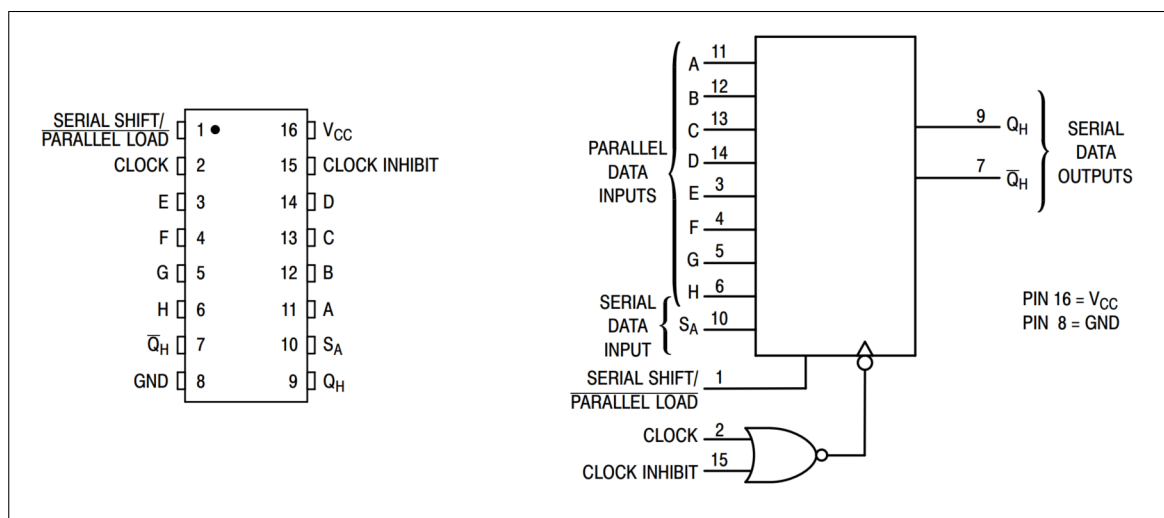 SERIAL SHIFT/
PARALLEL LOAD
1
16
VCC
CLOCK
2
15
CLOCK INHIBIT
E
3
14
D
F
4
13
C
G
5
12
B
H
6
11
A
Q̅H
7
10
SA
GND
8
9
QH
PARALLEL
DATA
INPUTS
A
11
B
12
C
13
D
14
E
3
F
4
G
5
H
6
SERIAL
DATA
INPUT
SA
10
SERIAL SHIFT/
PARALLEL LOAD
1
CLOCK
2
CLOCK INHIBIT
15
9
QH
7
Q̅H
SERIAL
DATA
OUTPUTS
PIN 16 = VCC
PIN 8 = GND